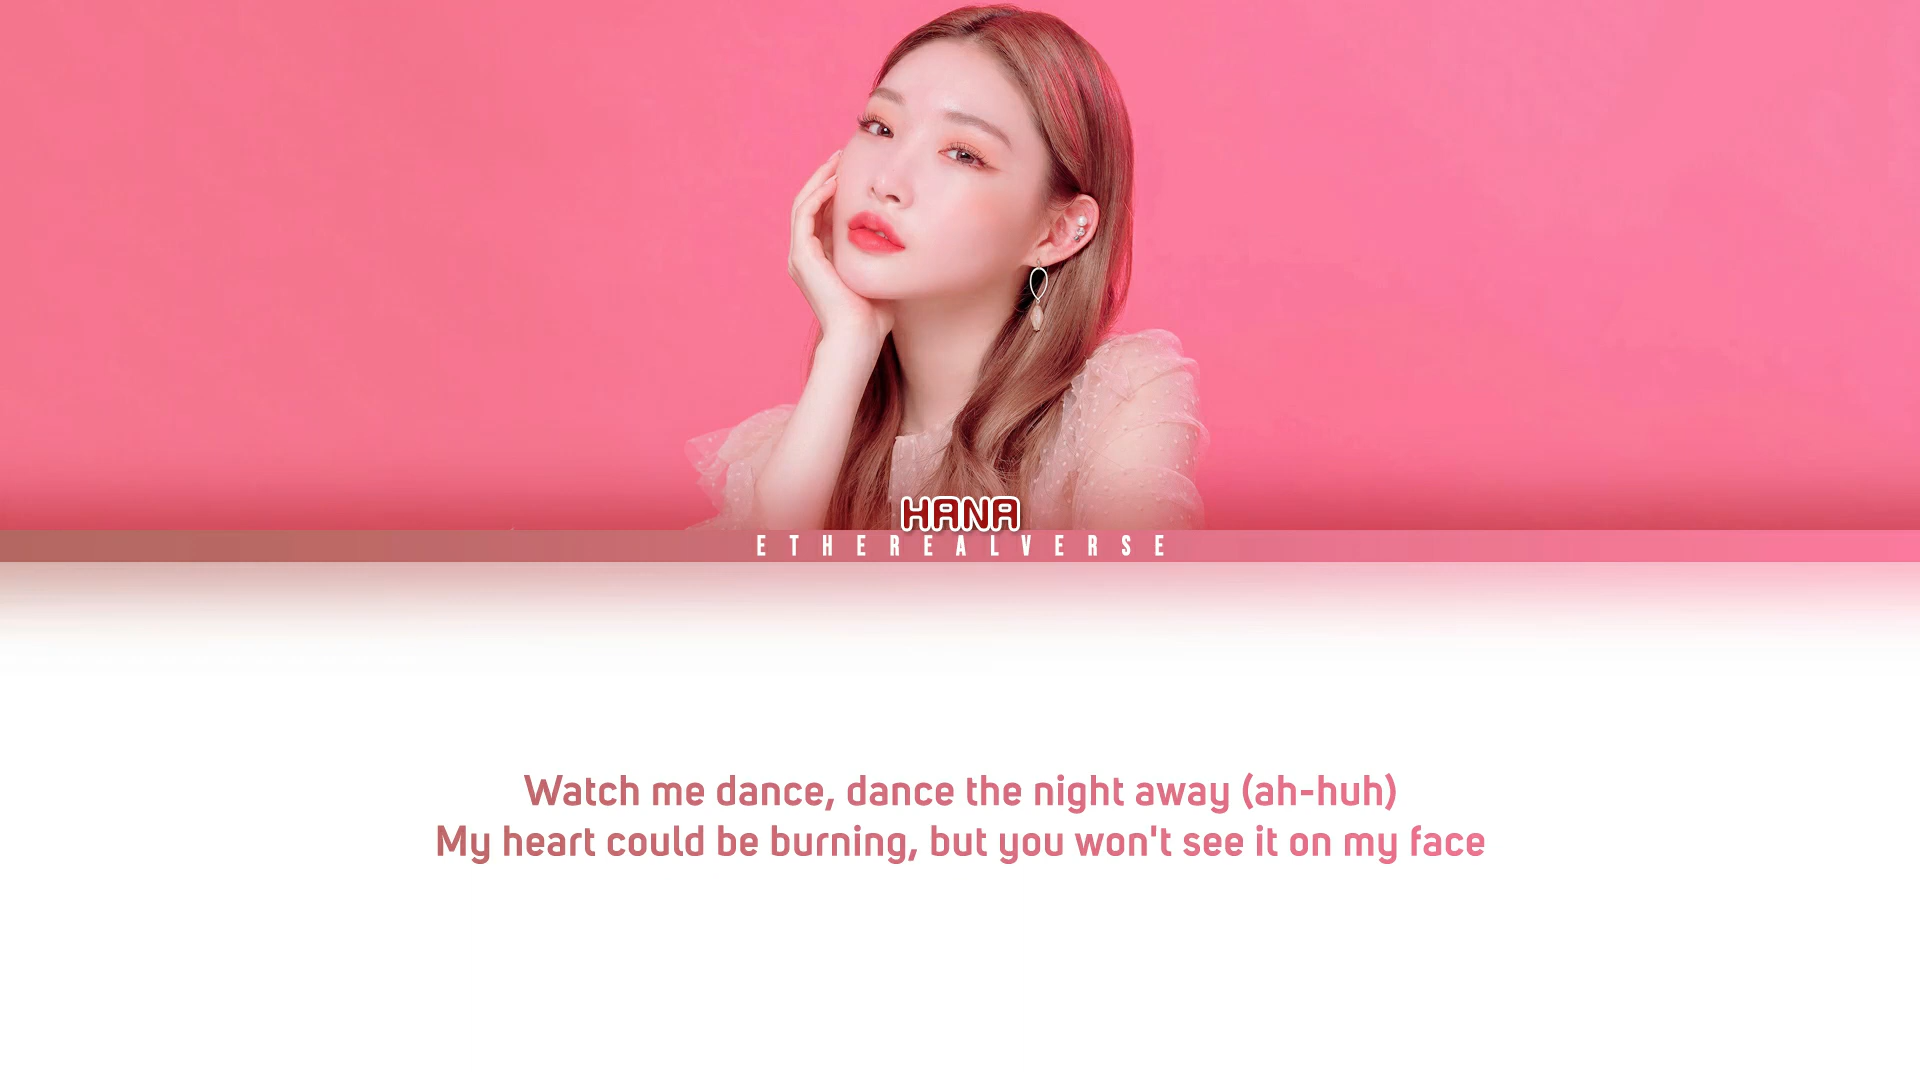 HANA
ETHEREALVERSE
Watch me dance, dance the night away (ah-huh)
My heart could be burning, but you won't see it on my face